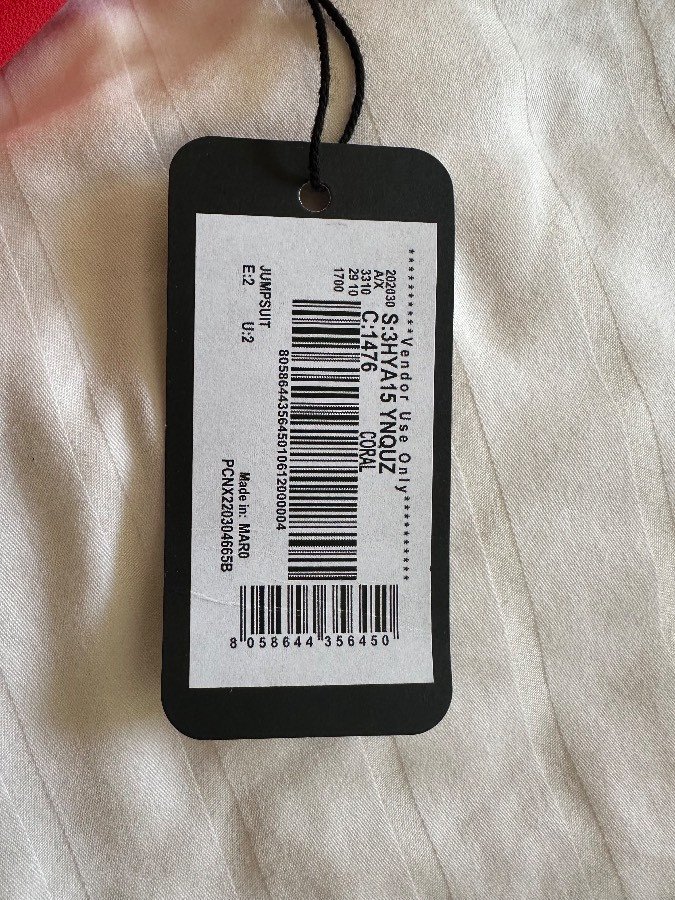 ***********Vendor Use Only***********
202030
A/X
3310
29 10
1700
S:3HYA15 YNQUZ
C:1476 CORAL
8058644356450106120000004
JUMPSUIT
E:2 U:2
Made in: MARO
PCNX220304665B
8 058644 356450